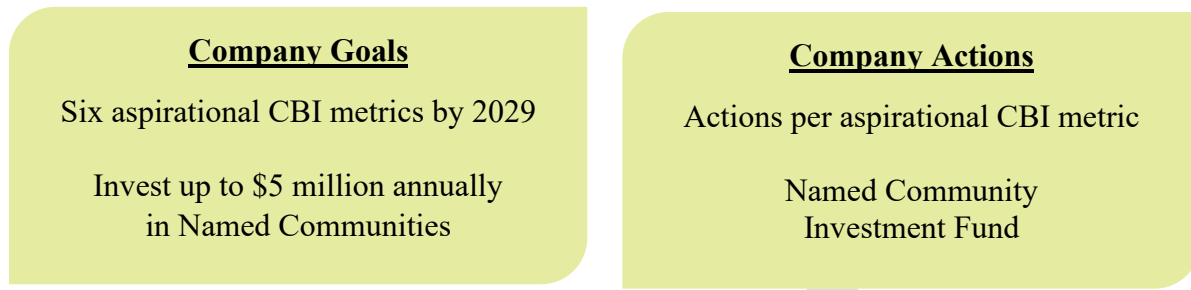 Company Goals
Six aspirational CBI metrics by 2029
Invest up to $5 million annually
in Named Communities
Company Actions
Actions per aspirational CBI metric
Named Community
Investment Fund